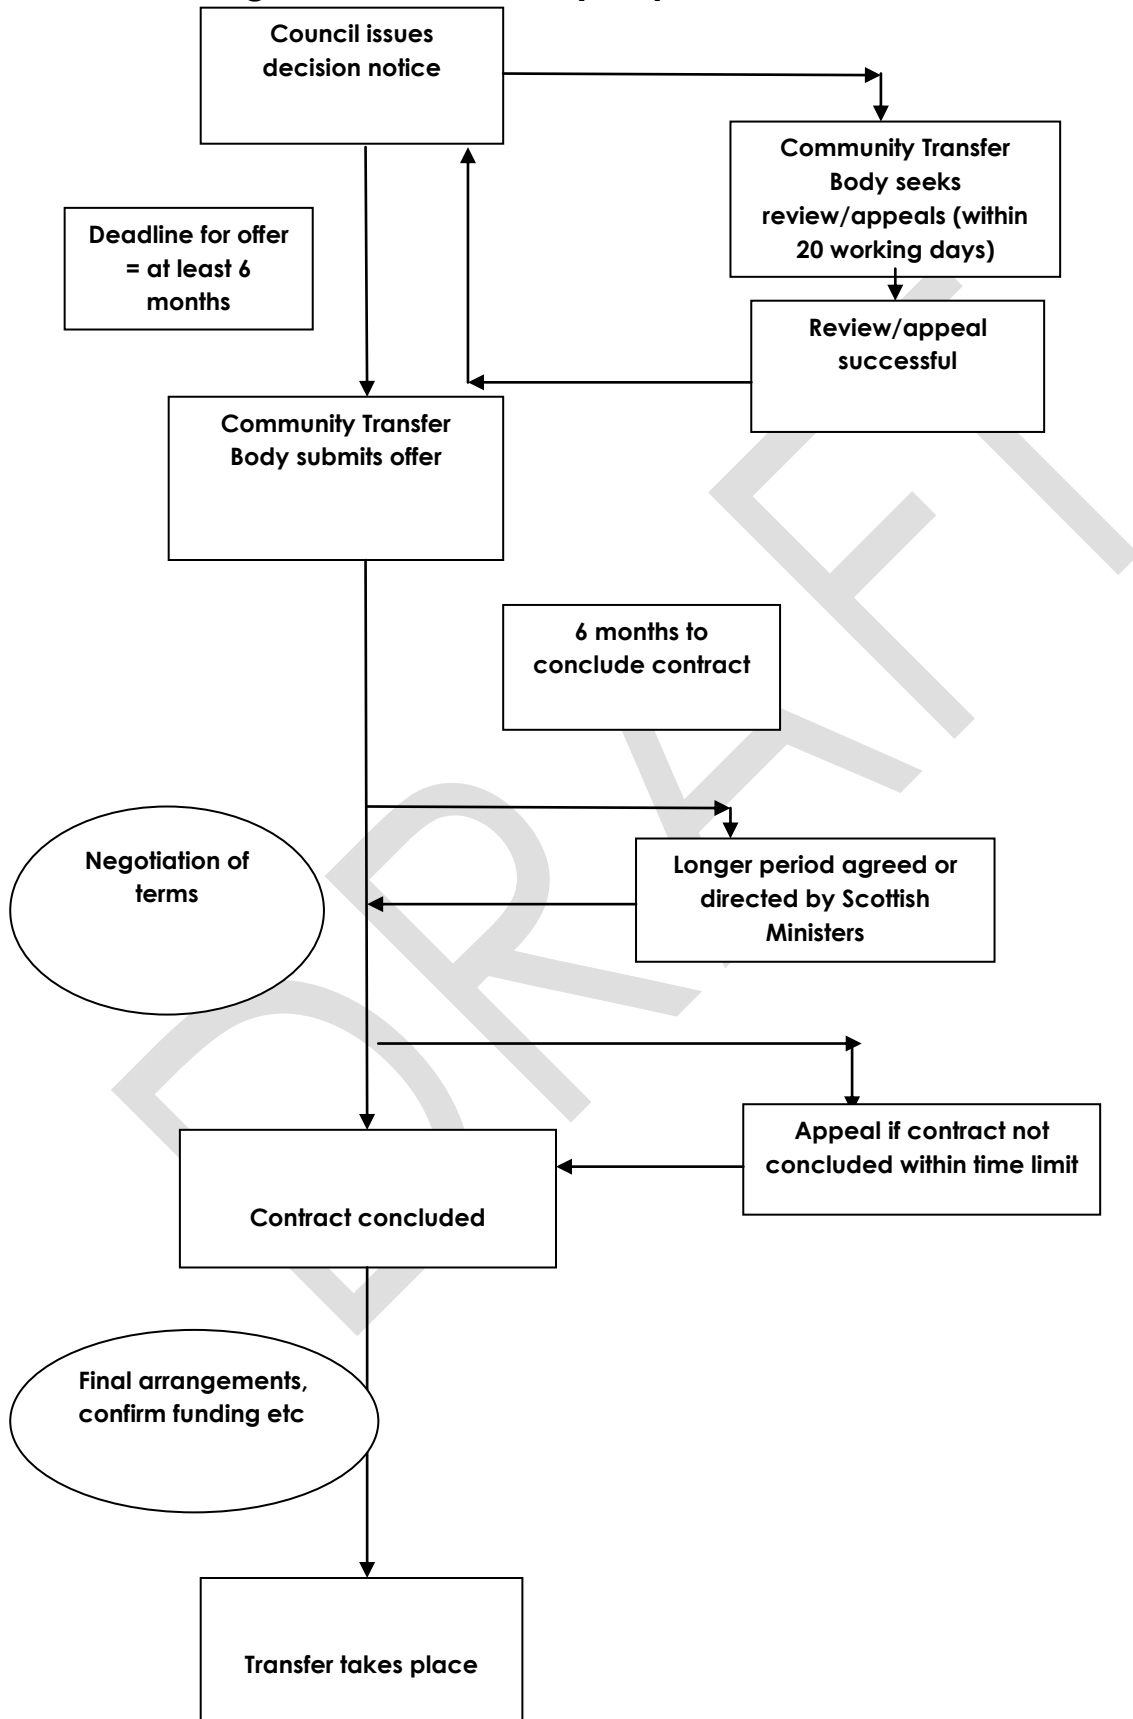 Council issues
decision notice
Community Transfer
Body seeks
review/appeals (within
20 working days)
Deadline for offer
= at least 6
months
Review/appeal
successful
Community Transfer
Body submits offer
6 months to
conclude contract
Negotiation of
terms
Longer period agreed or
directed by Scottish
Ministers
Appeal if contract not
concluded within time limit
Contract concluded
Final arrangements,
confirm funding etc
Transfer takes place
DRAFT